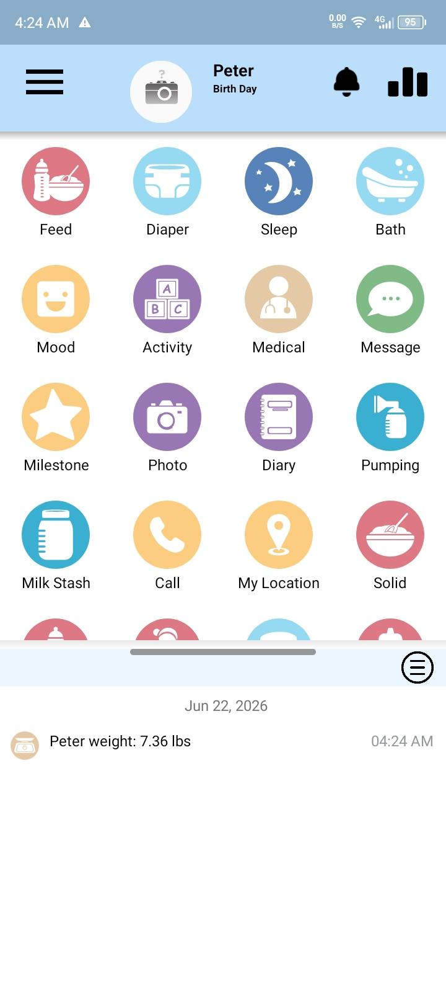 4:24 AM 0.00 B/S 4G 95
Peter
Birth Day
?
Feed Diaper Sleep Bath
A
B C
Mood Activity Medical Message
Milestone Photo Diary Pumping
Milk Stash Call My Location Solid
Jun 22, 2026
Peter weight: 7.36 lbs 04:24 AM